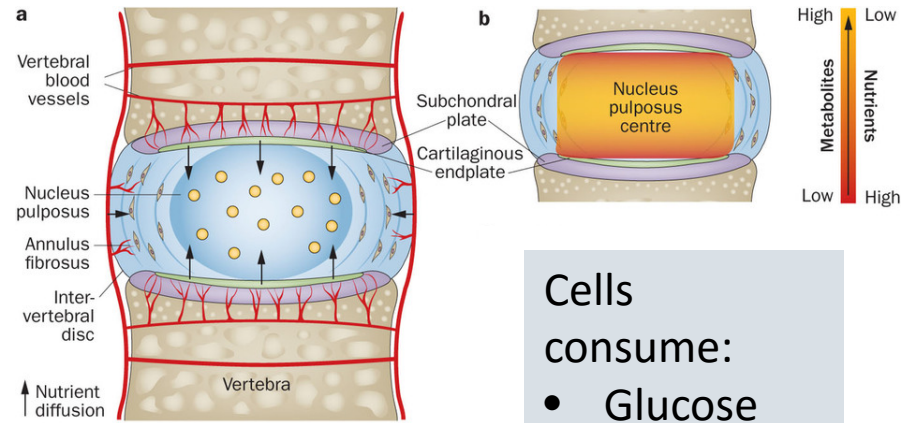 a
Vertebral
blood
vessels
Nucleus
pulposus
Annulus
fibrosus
Inter-
vertebral
disc
Nutrient
diffusion
Vertebra
Subchondral
plate
Cartilaginous
endplate
b
Nucleus
pulposus
centre
High
Low
Metabolites
Nutrients
Low
High
Cells
consume:
• Glucose